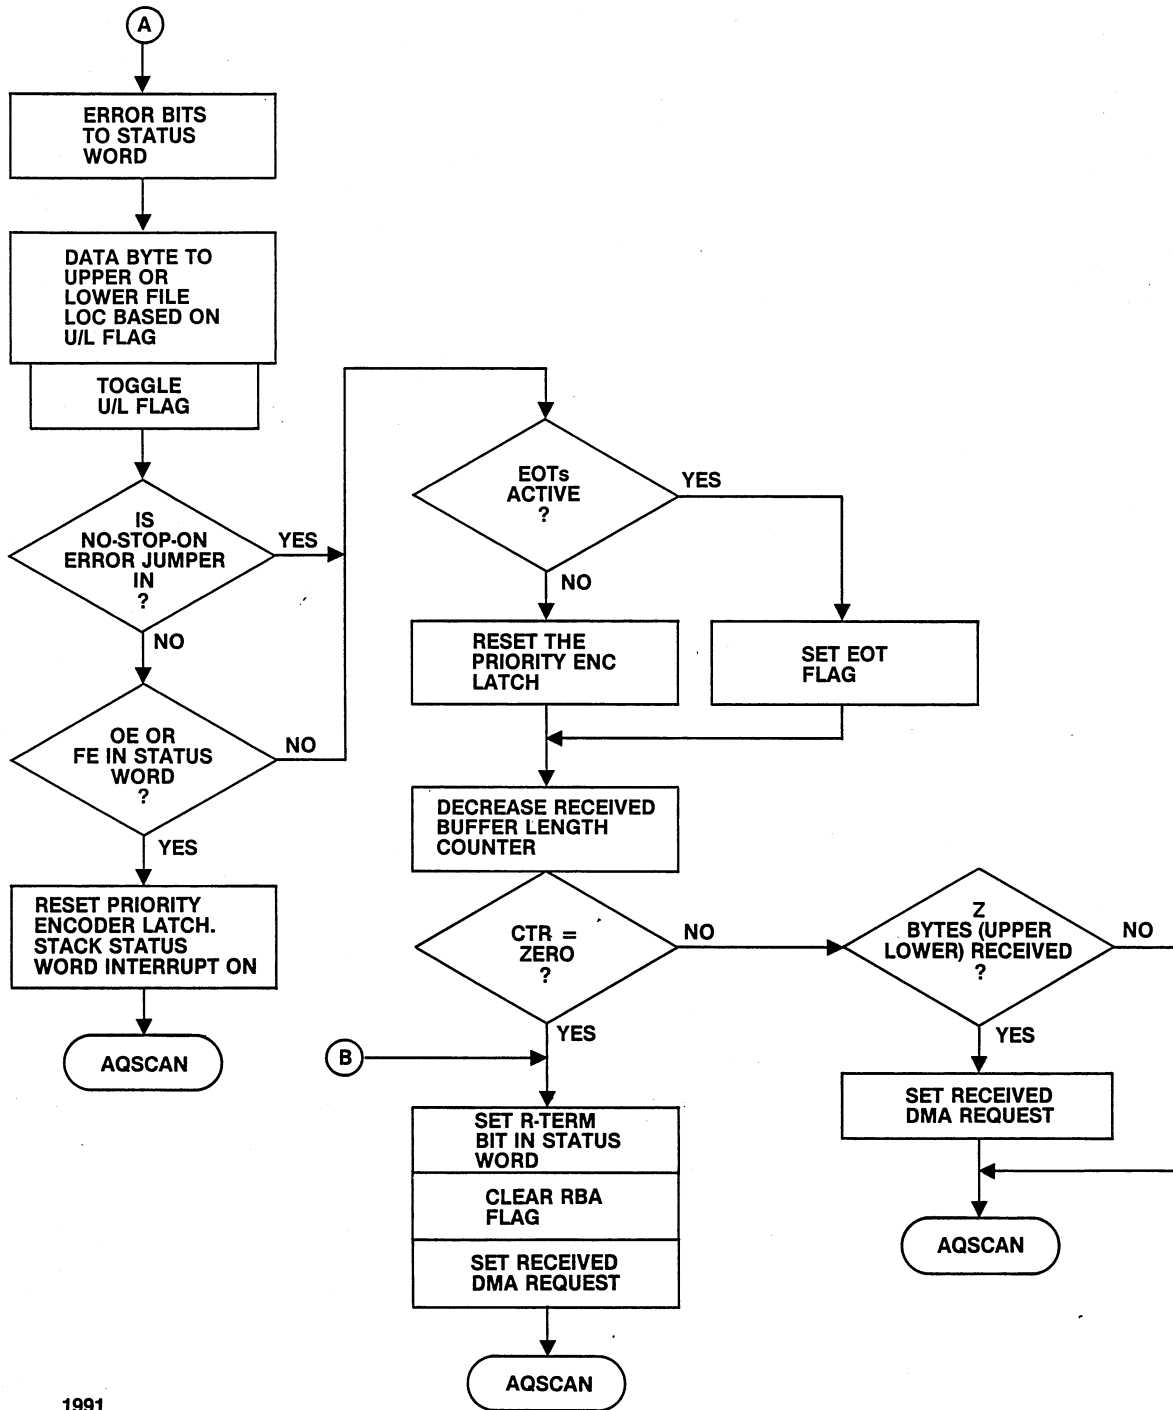 A
ERROR BITS
TO STATUS
WORD
DATA BYTE TO
UPPER OR
LOWER FILE
LOC BASED ON
U/L FLAG
TOGGLE
U/L FLAG
IS
NO-STOP-ON
ERROR JUMPER
IN
?
YES
NO
OE OR
FE IN STATUS
WORD
?
NO
YES
RESET PRIORITY
ENCODER LATCH.
STACK STATUS
WORD INTERRUPT ON
AQSCAN
EOTs
ACTIVE
?
YES
NO
RESET THE
PRIORITY ENC
LATCH
SET EOT
FLAG
DECREASE RECEIVED
BUFFER LENGTH
COUNTER
CTR =
ZERO
?
NO
YES
B
SET R-TERM
BIT IN STATUS
WORD
CLEAR RBA
FLAG
SET RECEIVED
DMA REQUEST
AQSCAN
Z
BYTES (UPPER
LOWER) RECEIVED
?
NO
YES
SET RECEIVED
DMA REQUEST
AQSCAN
1991